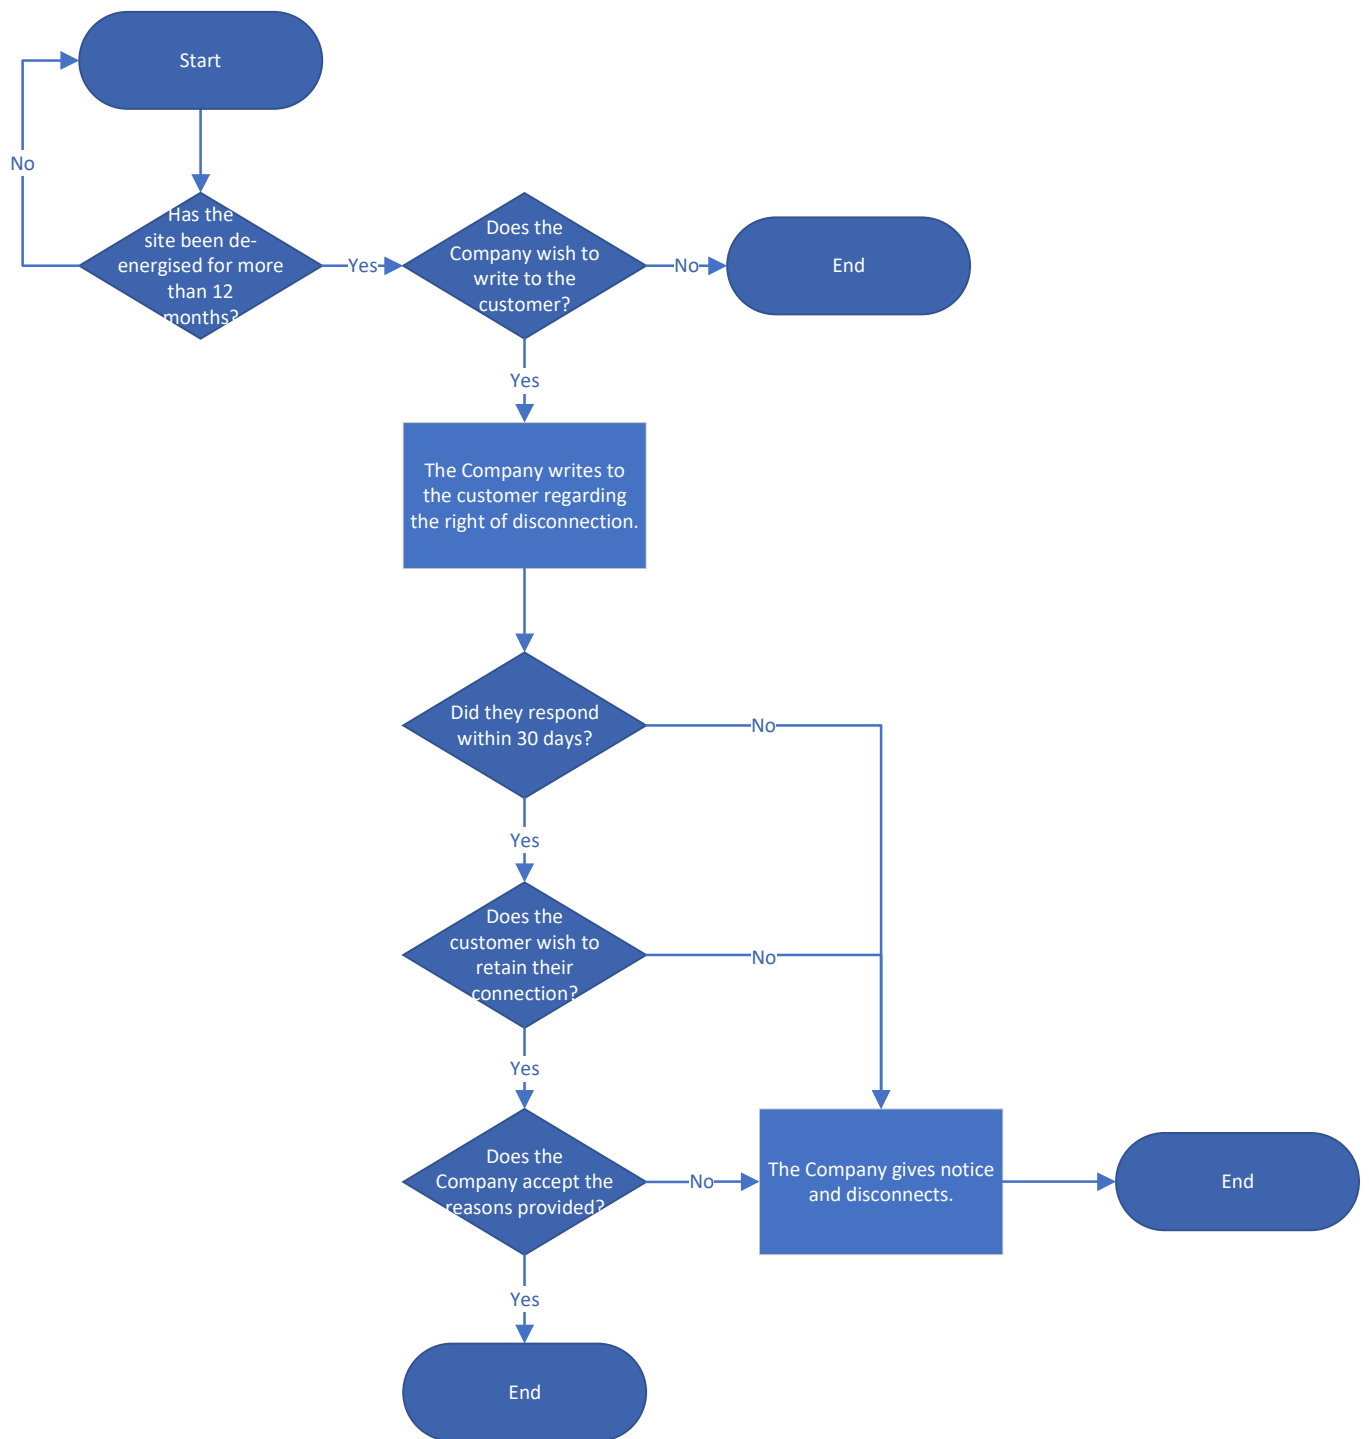 Start
No
Has the
site been de-
energised for more
than 12
months?
Yes
Does the
Company wish to
write to the
customer?
No
End
Yes
The Company writes to
the customer regarding
the right of disconnection.
Did they respond
within 30 days?
No
Yes
Does the
customer wish to
retain their
connection?
No
Yes
Does the
Company accept the
reasons provided?
No
The Company gives notice
and disconnects.
End
Yes
End